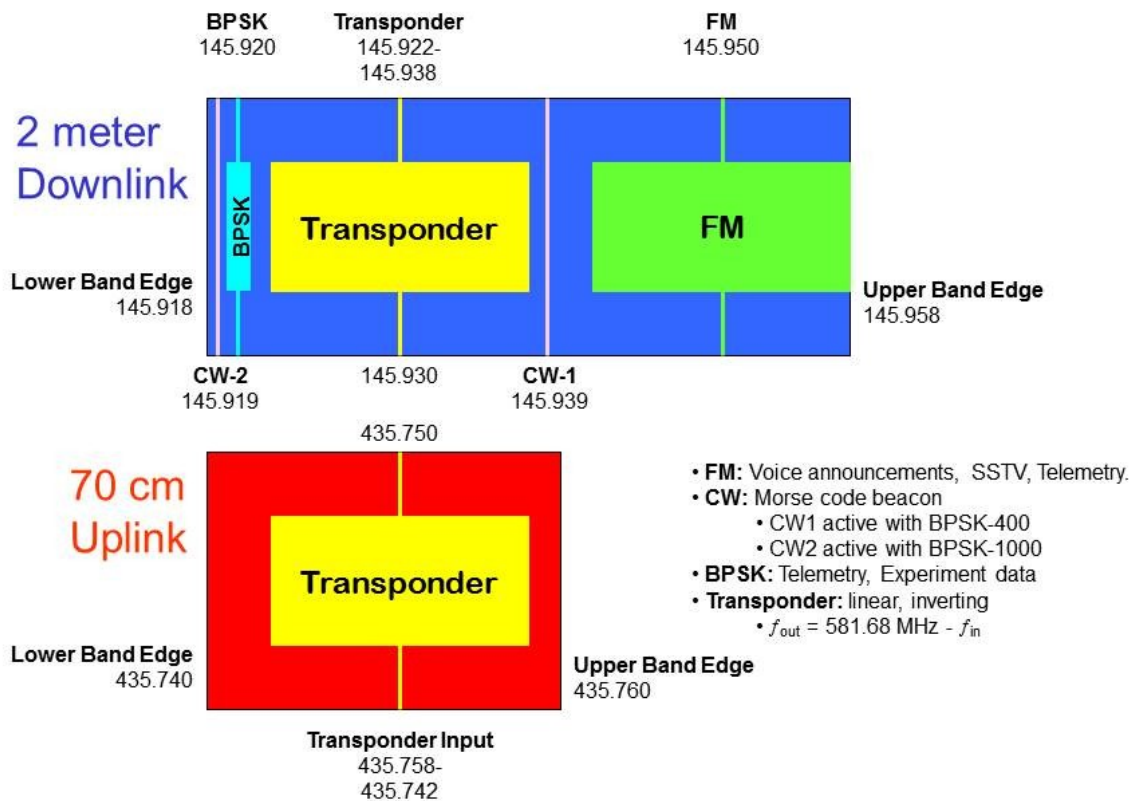 BPSK
145.920
Transponder
145.922-
145.938
FM
145.950
2 meter
Downlink
BPSK
Transponder
FM
Lower Band Edge
145.918
Upper Band Edge
145.958
CW-2
145.919
145.930
CW-1
145.939
435.750
70 cm
Uplink
Transponder
Lower Band Edge
435.740
Upper Band Edge
435.760
Transponder Input
435.758-
435.742
• FM: Voice announcements, SSTV, Telemetry.
• CW: Morse code beacon
• CW1 active with BPSK-400
• CW2 active with BPSK-1000
• BPSK: Telemetry, Experiment data
• Transponder: linear, inverting
• fout = 581.68 MHz - fin